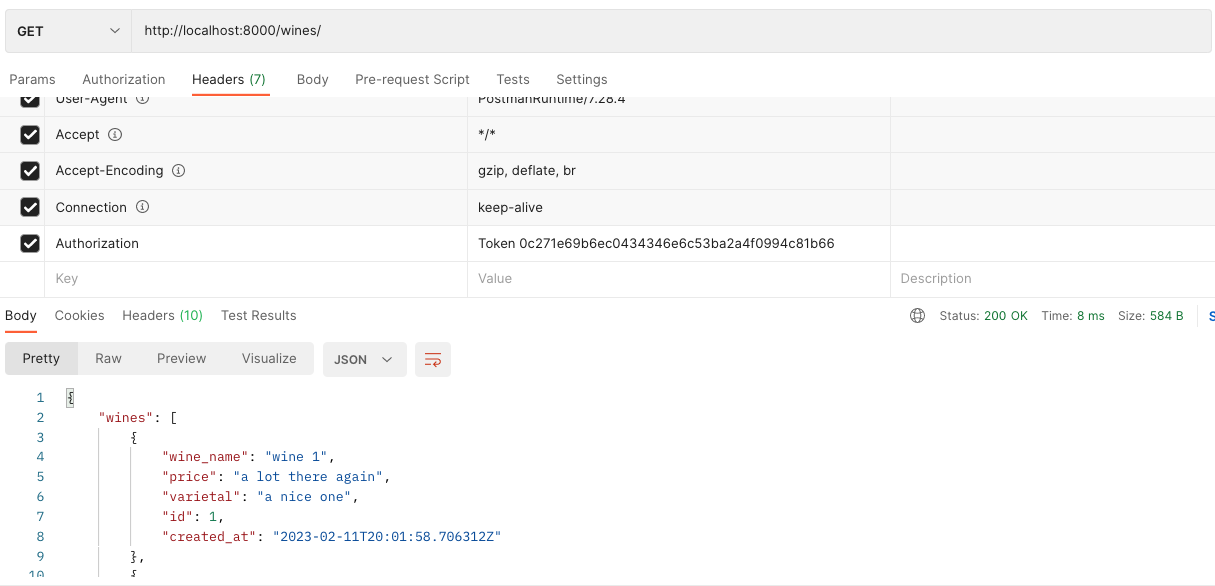 GET http://localhost:8000/wines/
Params Authorization Headers (7) Body Pre-request Script Tests Settings
User-Agent PostmanRuntime/7.28.4
Accept */*
Accept-Encoding gzip, deflate, br
Connection keep-alive
Authorization Token 0c271e69b6ec0434346e6c53ba2a4f0994c81b66
Key Value Description
Body Cookies Headers (10) Test Results Status: 200 OK Time: 8 ms Size: 584 B S
Pretty Raw Preview Visualize JSON
1 {
2 "wines": [
3 {
4 "wine_name": "wine 1",
5 "price": "a lot there again",
6 "varietal": "a nice one",
7 "id": 1,
8 "created_at": "2023-02-11T20:01:58.706312Z"
9 },
10 {